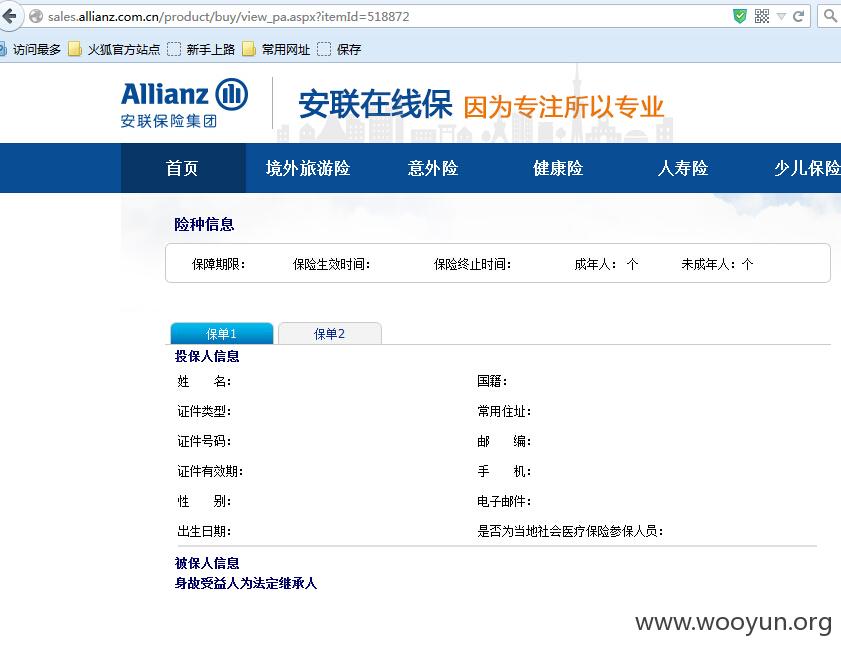 sales.allianz.com.cn/product/buy/view_pa.aspx?itemId=518872
访问最多 火狐官方站点 新手上路 常用网址 保存
Allianz
安联保险集团
安联在线保 因为专注所以专业
首页 境外旅游险 意外险 健康险 人寿险 少儿保险
险种信息
保障期限: 保险生效时间: 保险终止时间: 成年人: 个 未成年人: 个
保单1 保单2
投保人信息
姓 名: 国籍:
证件类型: 常用住址:
证件号码: 邮 编:
证件有效期: 手 机:
性 别: 电子邮件:
出生日期: 是否为当地社会医疗保险参保人员:
被保人信息
身故受益人为法定继承人
www.wooyun.org